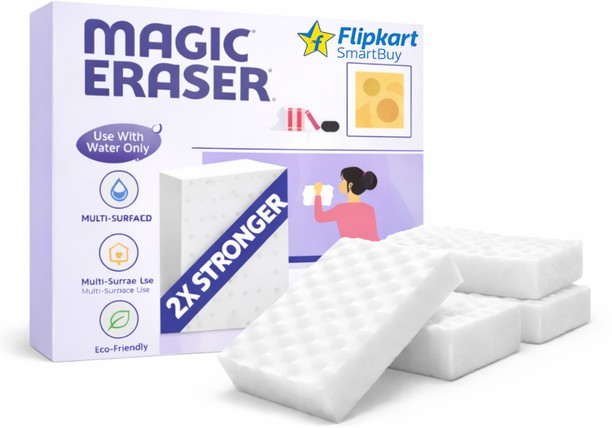 MAGIC
ERASER
f Flipkart
SmartBuy
Use With
Water Only
MULTI-SURFACED
Multi-Surrae Lse
Multi-Surnace Use
Eco-Friendly
2X STRONGER